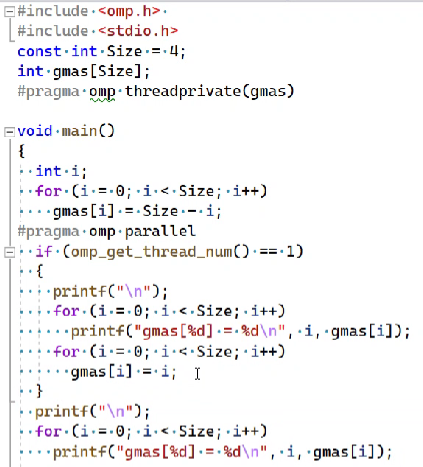 #include <omp.h>
#include <stdio.h>
const int Size = 4;
int gmas[Size];
#pragma omp threadprivate(gmas)
void main()
{
int i;
for (i = 0; i < Size; i++)
gmas[i] = Size - i;
#pragma omp parallel
if (omp_get_thread_num() == 1)
{
printf("\n");
for (i = 0; i < Size; i++)
printf("gmas[%d] = %d\n", i, gmas[i]);
for (i = 0; i < Size; i++)
gmas[i] = i;
}
printf("\n");
for (i = 0; i < Size; i++)
printf("gmas[%d] = %d\n", i, gmas[i]);